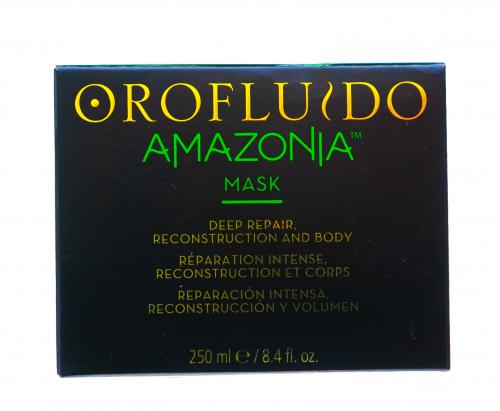 OROFLUIDO
AMAZONIA™
MASK
DEEP REPAIR,
RECONSTRUCTION AND BODY
RÉPARATION INTENSE,
RECONSTRUCTION ET CORPS
REPARACIÓN INTENSA,
RECONSTRUCCIÓN Y VOLUMEN
250 ml ℮ / 8.4 fl. oz.